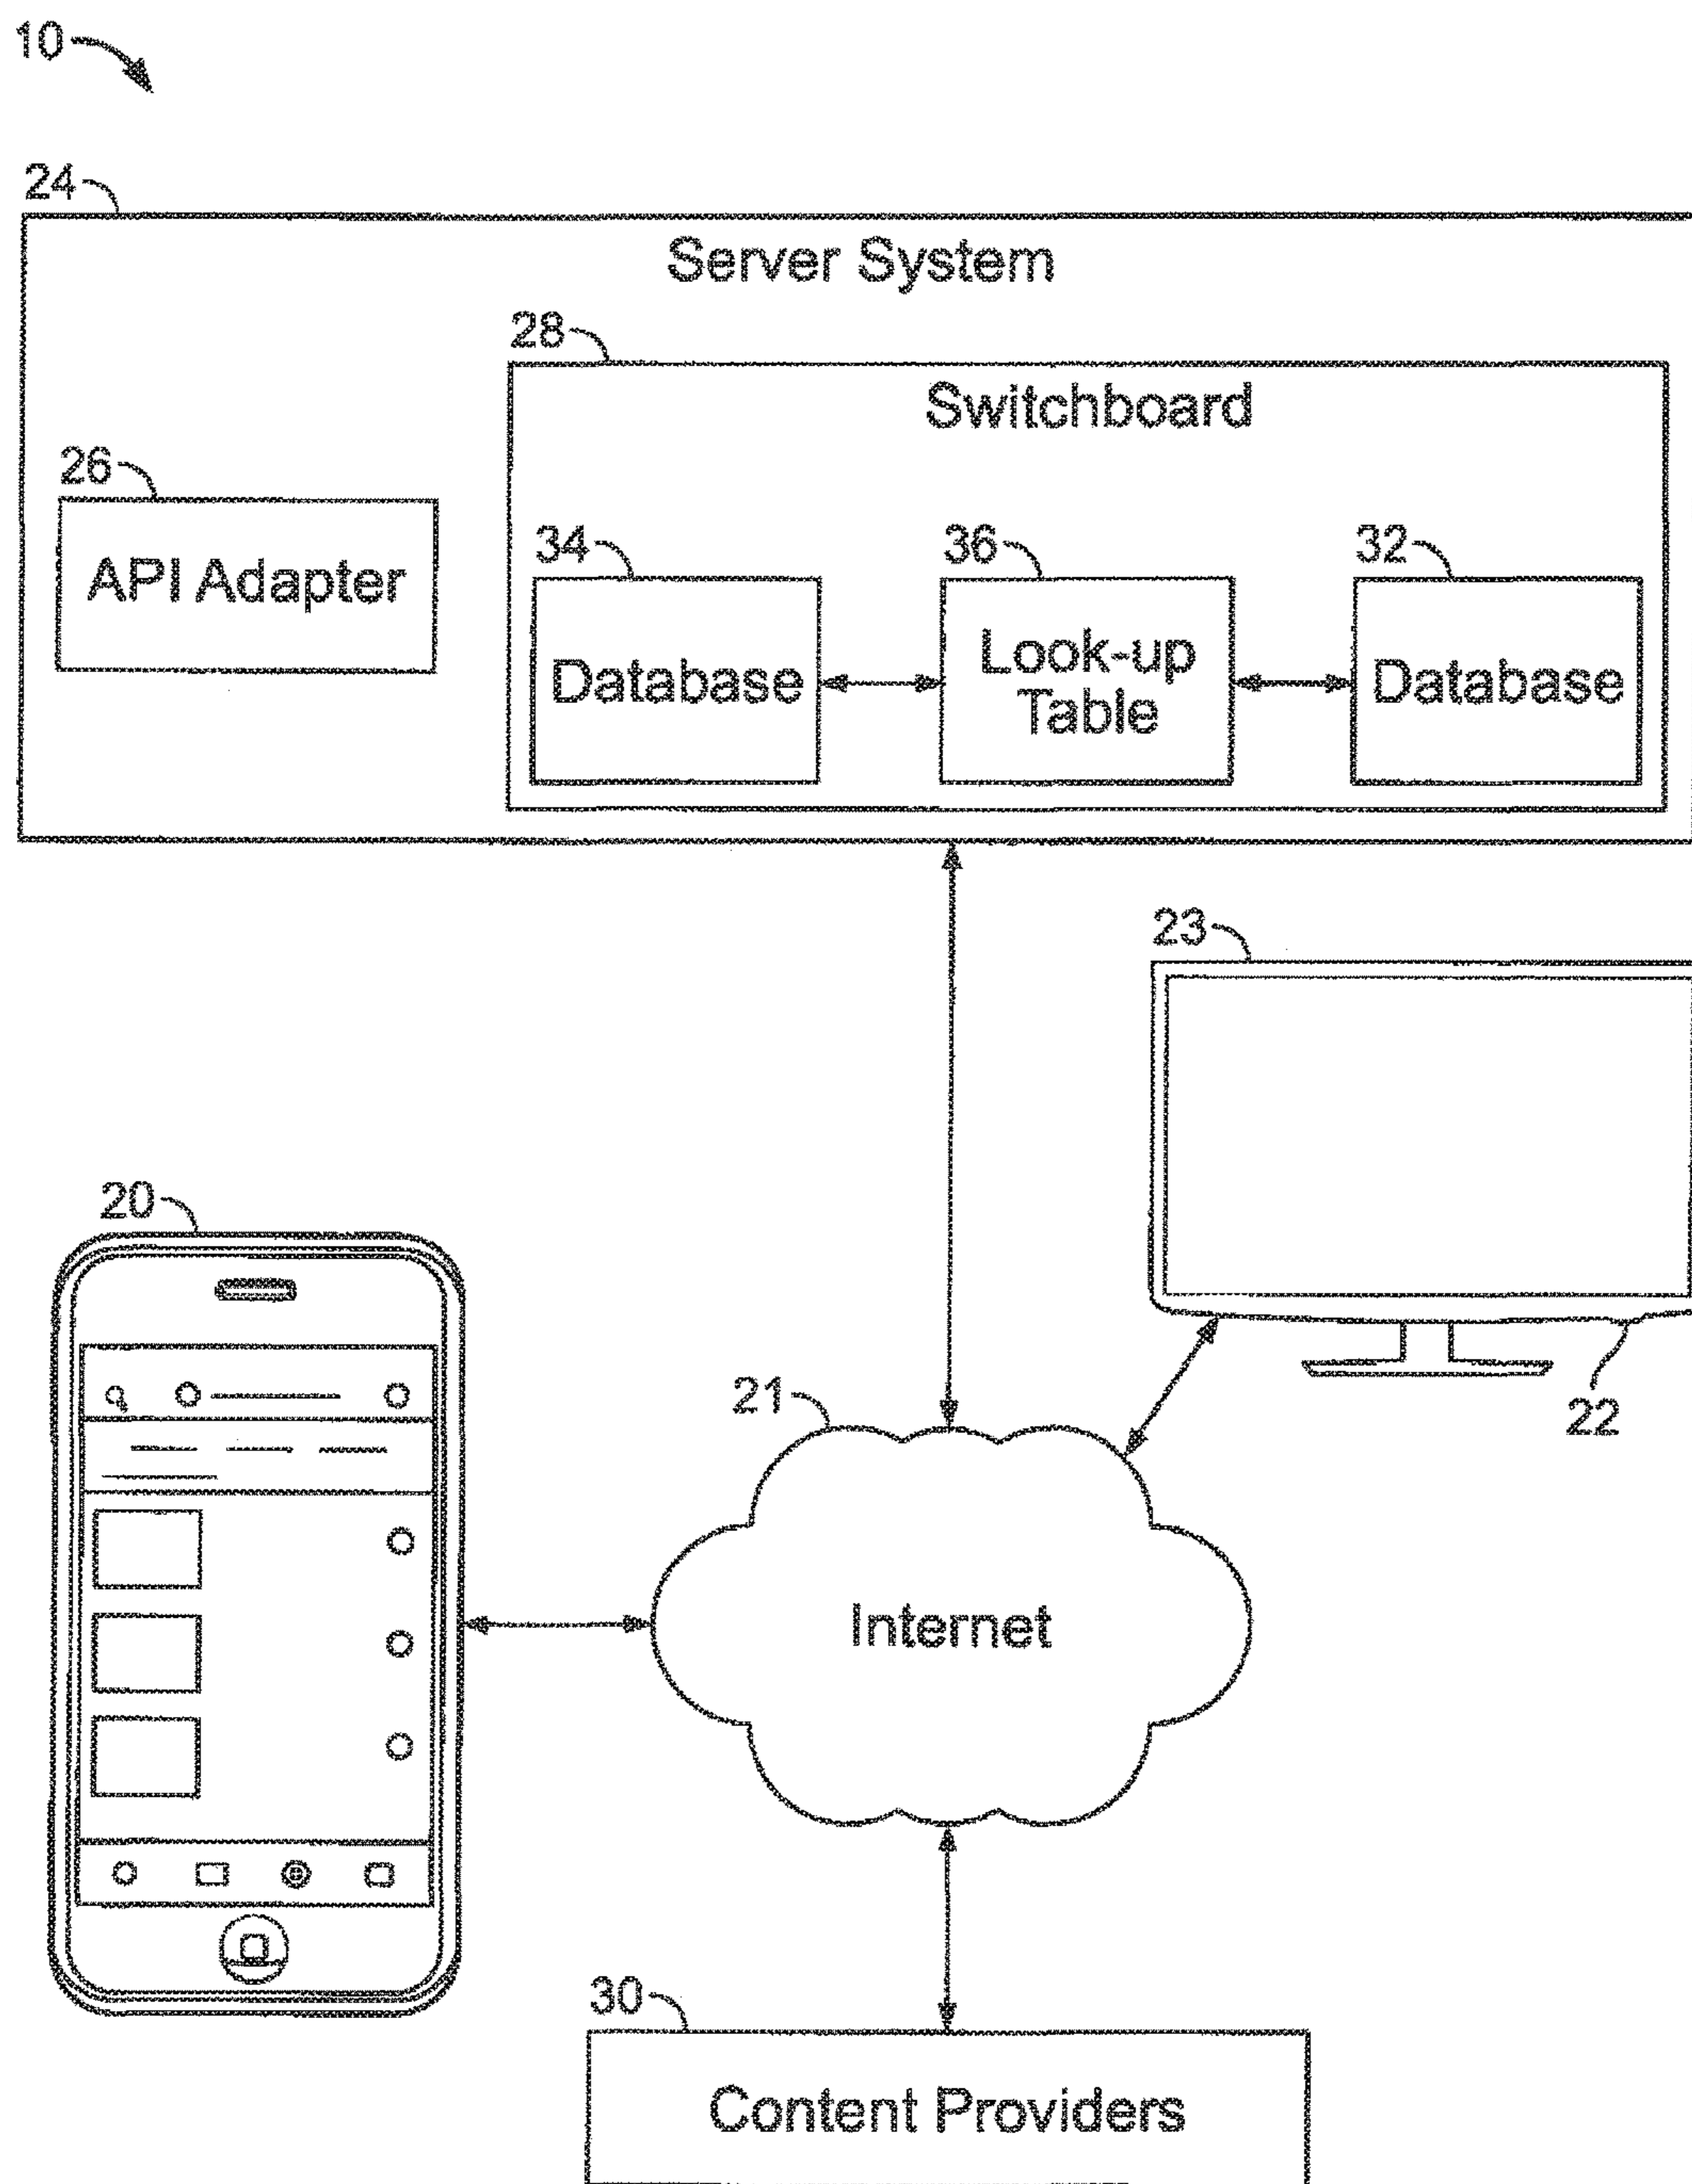 10
24
Server System
28
Switchboard
26
API Adapter
34
Database
36
Look-up
Table
32
Database
23
22
20
21
Internet
30
Content Providers